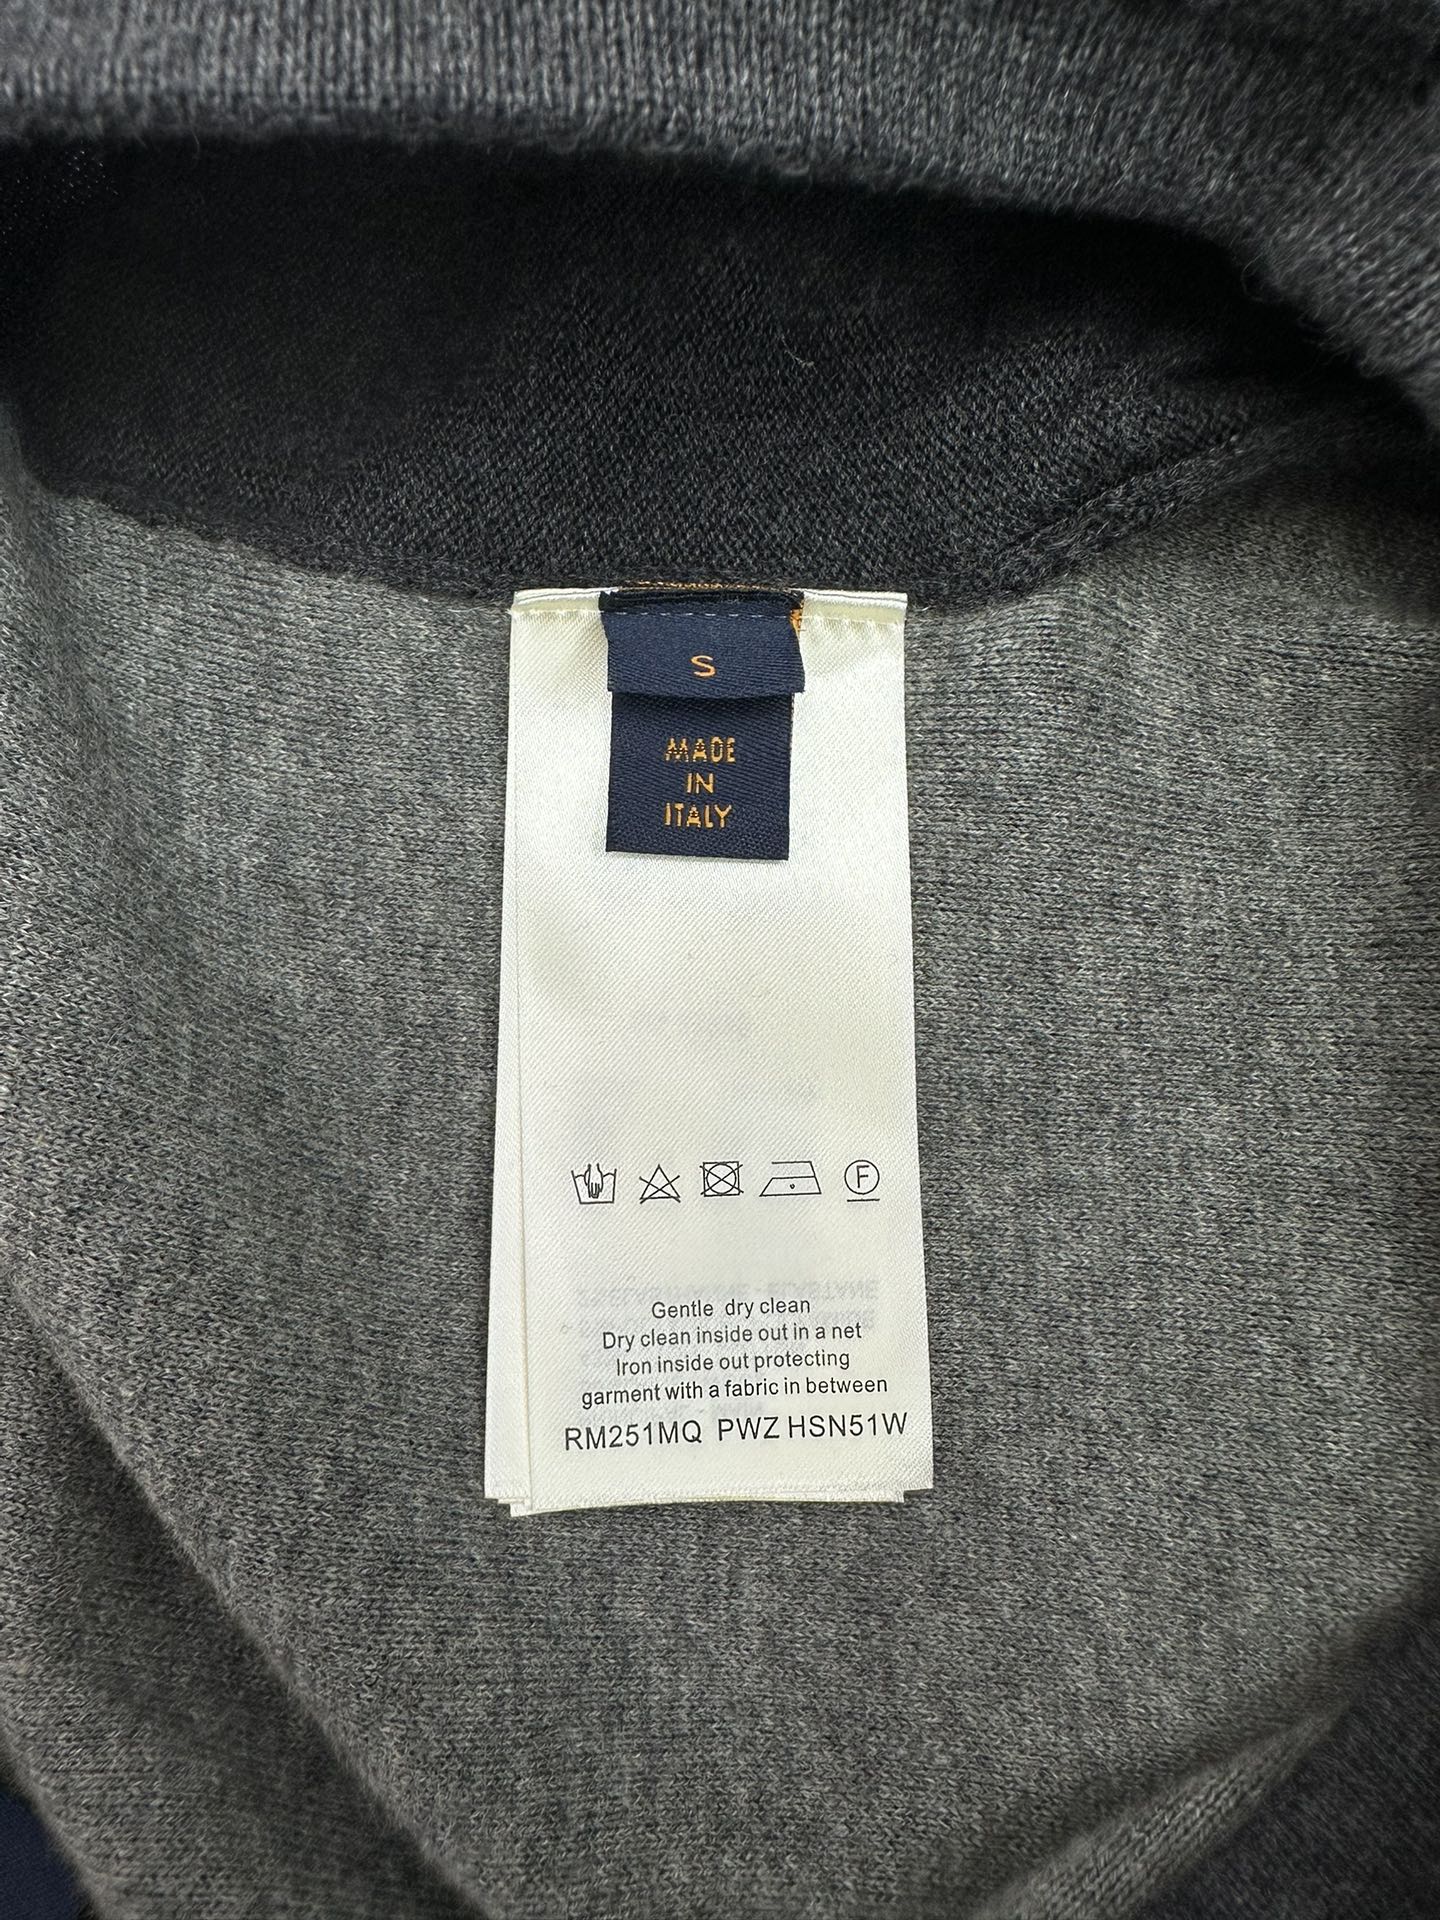 S
MADE
IN
ITALY
F
Gentle dry clean
Dry clean inside out in a net
Iron inside out protecting
garment with a fabric in between
RM251MQ PWZ HSN51W